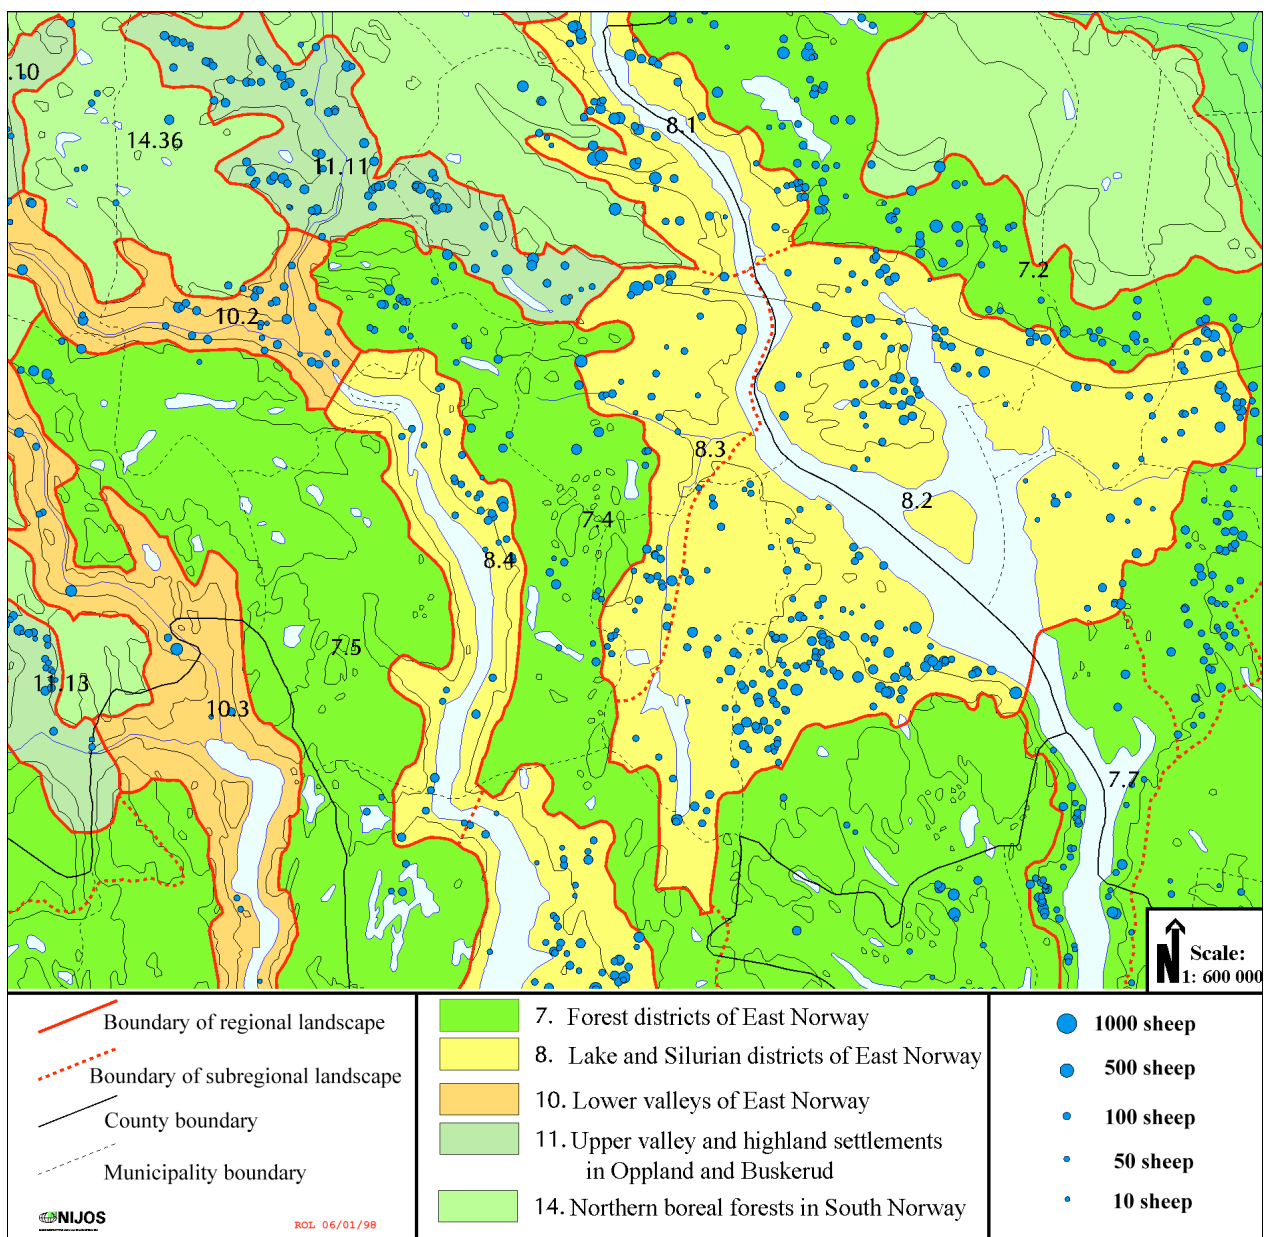 .10
14.36
11.11
8.1
7.2
10.2
8.3
8.2
7.4
8.4
7.5
11.13
10.3
7.7
N
Scale:
1: 600 000
Boundary of regional landscape
Boundary of subregional landscape
County boundary
Municipality boundary
NIJOS
ROL 06/01/98
7. Forest districts of East Norway
8. Lake and Silurian districts of East Norway
10. Lower valleys of East Norway
11. Upper valley and highland settlements
in Oppland and Buskerud
14. Northern boreal forests in South Norway
1000 sheep
500 sheep
100 sheep
50 sheep
10 sheep